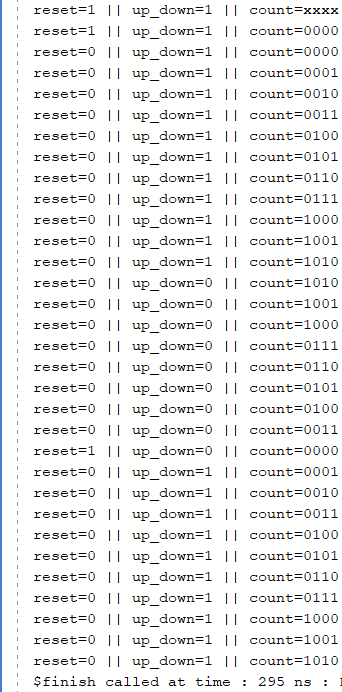 reset=1 || up_down=1 || count=xxxx
reset=1 || up_down=1 || count=0000
reset=0 || up_down=1 || count=0000
reset=0 || up_down=1 || count=0001
reset=0 || up_down=1 || count=0010
reset=0 || up_down=1 || count=0011
reset=0 || up_down=1 || count=0100
reset=0 || up_down=1 || count=0101
reset=0 || up_down=1 || count=0110
reset=0 || up_down=1 || count=0111
reset=0 || up_down=1 || count=1000
reset=0 || up_down=1 || count=1001
reset=0 || up_down=1 || count=1010
reset=0 || up_down=0 || count=1010
reset=0 || up_down=0 || count=1001
reset=0 || up_down=0 || count=1000
reset=0 || up_down=0 || count=0111
reset=0 || up_down=0 || count=0110
reset=0 || up_down=0 || count=0101
reset=0 || up_down=0 || count=0100
reset=0 || up_down=0 || count=0011
reset=1 || up_down=0 || count=0000
reset=0 || up_down=1 || count=0001
reset=0 || up_down=1 || count=0010
reset=0 || up_down=1 || count=0011
reset=0 || up_down=1 || count=0100
reset=0 || up_down=1 || count=0101
reset=0 || up_down=1 || count=0110
reset=0 || up_down=1 || count=0111
reset=0 || up_down=1 || count=1000
reset=0 || up_down=1 || count=1001
reset=0 || up_down=1 || count=1010
$finish called at time : 295 ns :